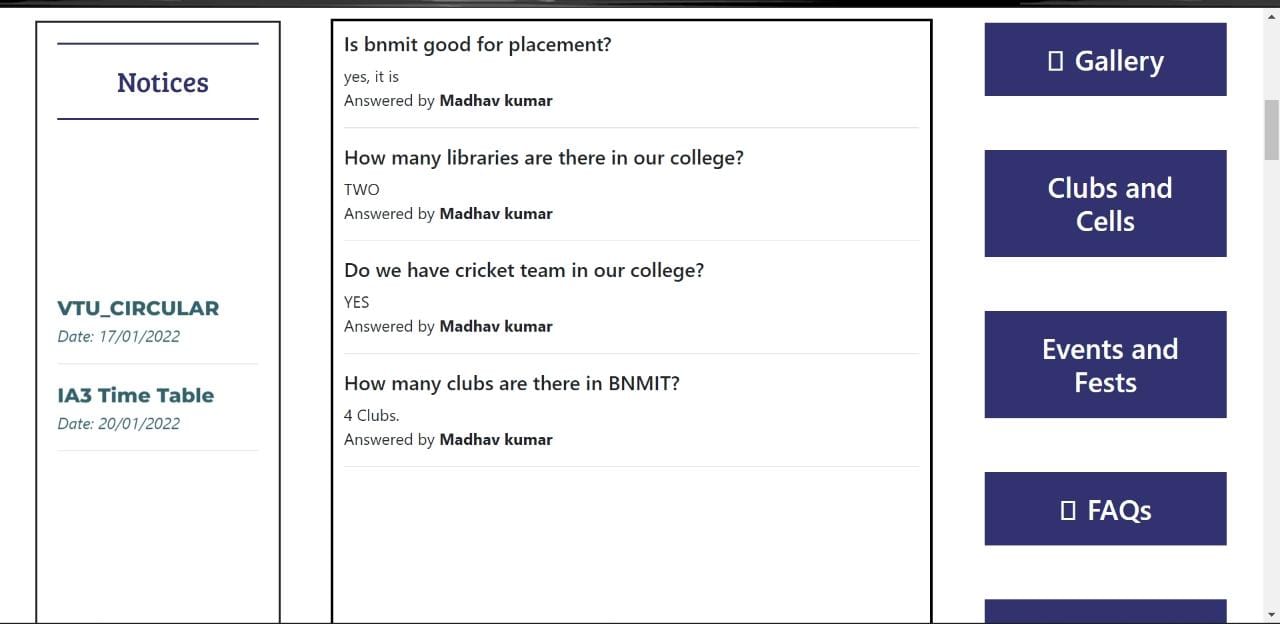 Notices
VTU_CIRCULAR
Date: 17/01/2022
IA3 Time Table
Date: 20/01/2022
Is bnmit good for placement?
yes, it is
Answered by Madhav kumar
How many libraries are there in our college?
TWO
Answered by Madhav kumar
Do we have cricket team in our college?
YES
Answered by Madhav kumar
How many clubs are there in BNMIT?
4 Clubs.
Answered by Madhav kumar
Gallery
Clubs and
Cells
Events and
Fests
FAQs